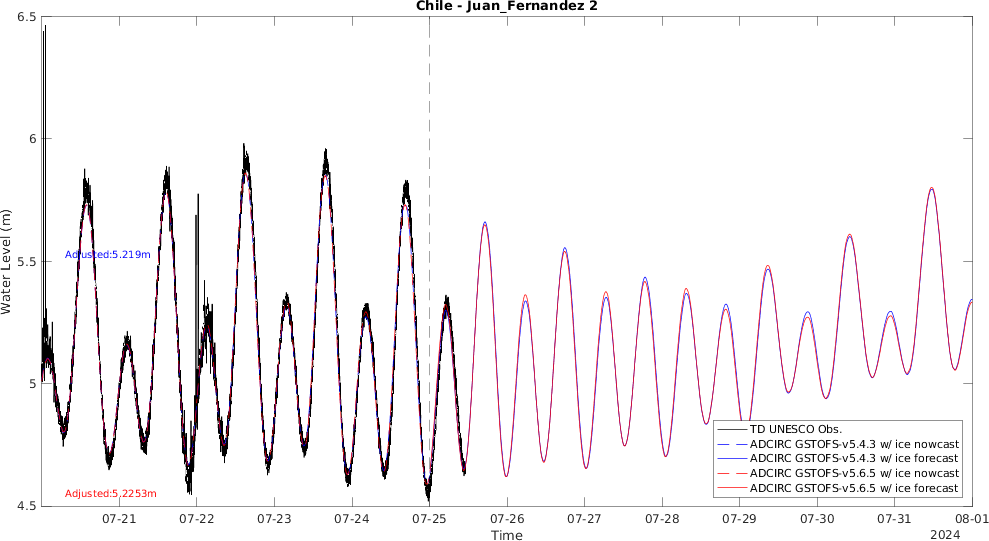 Chile - Juan_Fernandez 2
6.5
6
5.5
5
4.5
Water Level (m)
Adjusted:5.219m
Adjusted:5.2253m
TD UNESCO Obs.
ADCIRC GSTOFS-v5.4.3 w/ ice nowcast
ADCIRC GSTOFS-v5.4.3 w/ ice forecast
ADCIRC GSTOFS-v5.6.5 w/ ice nowcast
ADCIRC GSTOFS-v5.6.5 w/ ice forecast
07-21 07-22 07-23 07-24 07-25 07-26 07-27 07-28 07-29 07-30 07-31 08-01
Time
2024